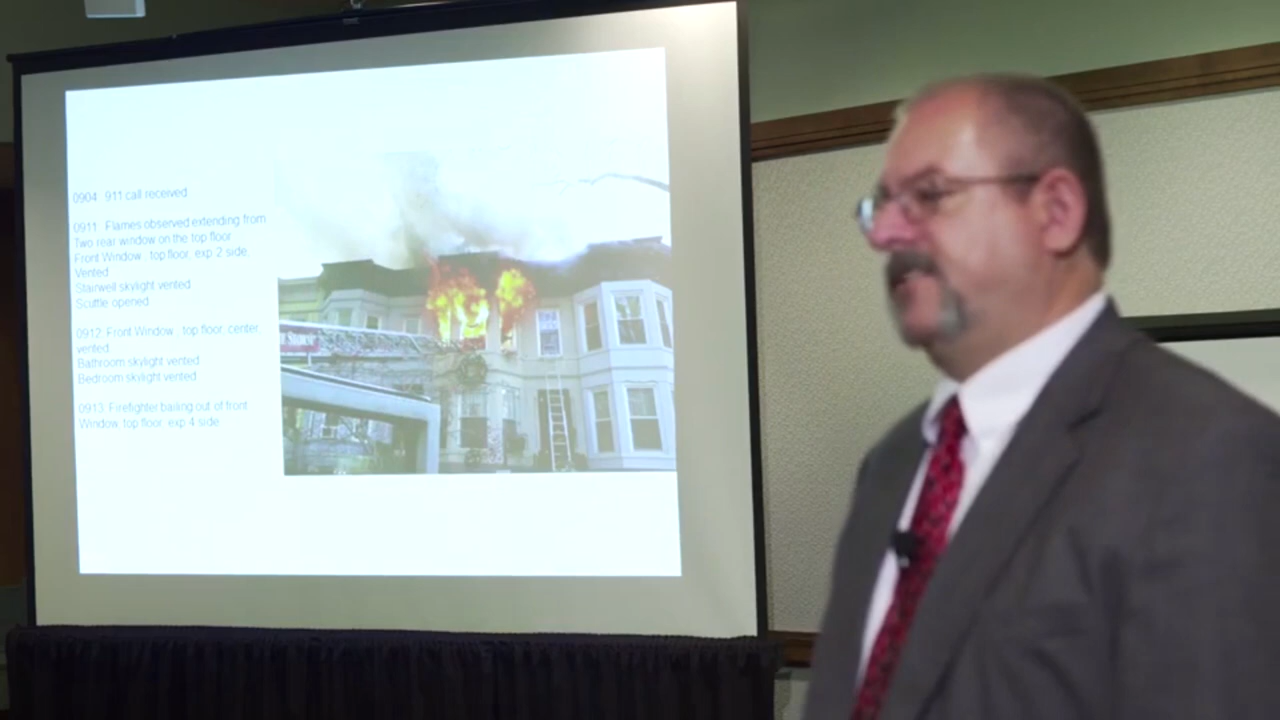 0904: 911 call received
0911: Flames observed extending from
Two rear window on the top floor
Front Window . top floor, exp 2 side,
Vented
Stairwell skylight vented
Scuttle opened
0912: Front Window . top floor, center,
vented
Bathroom skylight vented
Bedroom skylight vented
0913: Firefighter bailing out of front
Window, top floor, exp 4 side